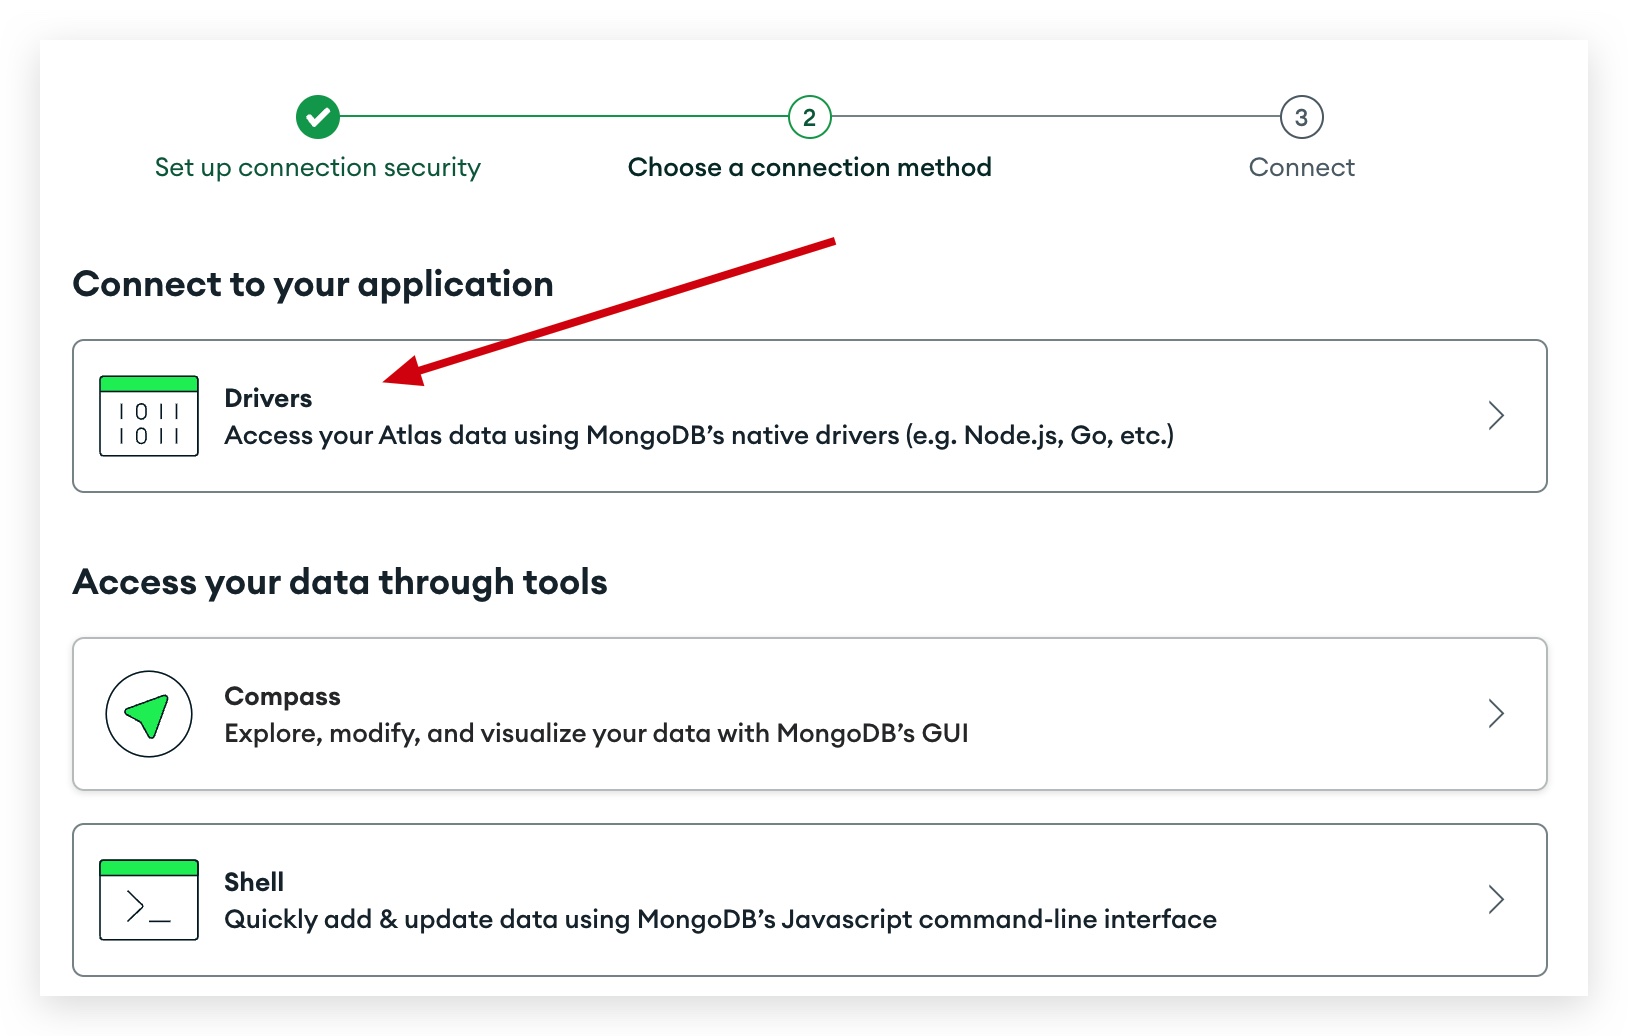 2
3
Set up connection security
Choose a connection method
Connect
Connect to your application
1011
1011
Drivers
Access your Atlas data using MongoDB’s native drivers (e.g. Node.js, Go, etc.)
Access your data through tools
Compass
Explore, modify, and visualize your data with MongoDB’s GUI
>_
Shell
Quickly add & update data using MongoDB’s Javascript command-line interface